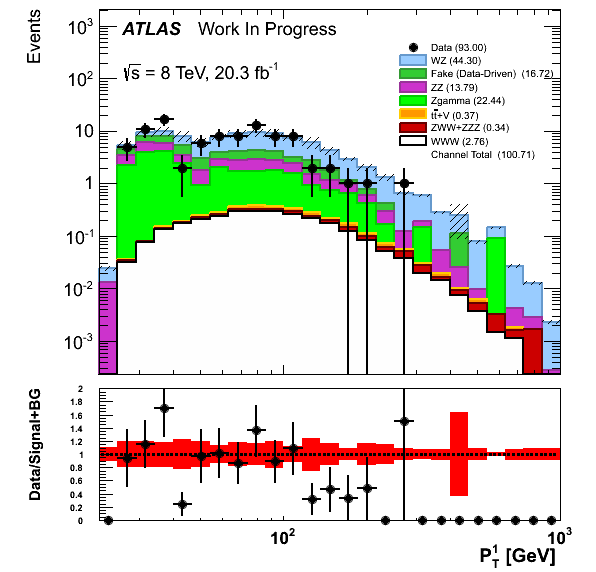 ATLAS Work In Progress
√s = 8 TeV, 20.3 fb⁻¹
Events
10³
10²
10
1
10⁻¹
10⁻²
10⁻³
Data (93.00)
WZ (44.30)
Fake (Data-Driven) (16.72)
ZZ (13.79)
Zgamma (22.44)
tt̄+V (0.37)
ZWW+ZZZ (0.34)
WWW (2.76)
Channel Total (100.71)
Data/Signal+BG
2
1.8
1.6
1.4
1.2
1
0.8
0.6
0.4
0.2
0
10²
10³
P¹_T [GeV]